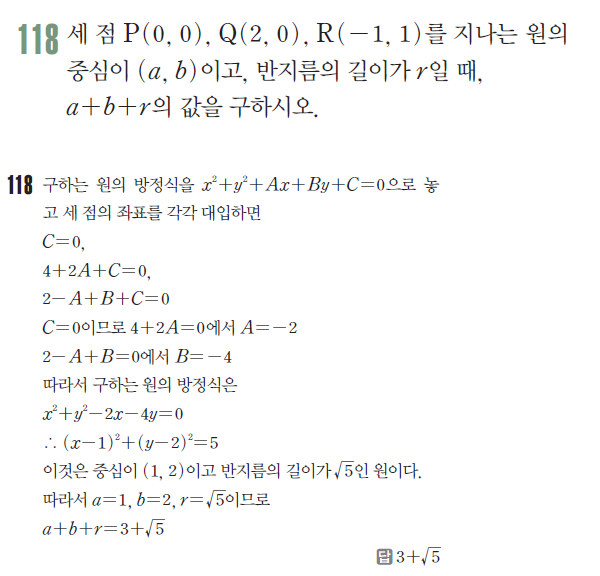 118 세 점 P(0, 0), Q(2, 0), R(−1, 1)를 지나는 원의
중심이 (a, b)이고, 반지름의 길이가 r일 때,
a+b+r의 값을 구하시오.
118 구하는 원의 방정식을 x²+y²+Ax+By+C=0으로 놓
고 세 점의 좌표를 각각 대입하면
C=0,
4+2A+C=0,
2−A+B+C=0
C=0이므로 4+2A=0에서 A=−2
2−A+B=0에서 B=−4
따라서 구하는 원의 방정식은
x²+y²−2x−4y=0
∴ (x−1)²+(y−2)²=5
이것은 중심이 (1, 2)이고 반지름의 길이가 √5인 원이다.
따라서 a=1, b=2, r=√5이므로
a+b+r=3+√5
답 3+√5